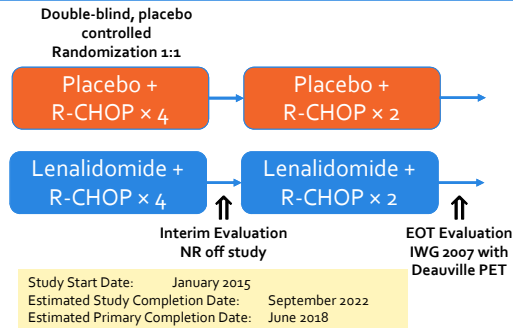 Double-blind, placebo
controlled
Randomization 1:1
Placebo +
R-CHOP × 4
Placebo +
R-CHOP × 2
Lenalidomide +
R-CHOP × 4
Lenalidomide +
R-CHOP × 2
Interim Evaluation
NR off study
EOT Evaluation
IWG 2007 with
Deauville PET
Study Start Date: January 2015
Estimated Study Completion Date: September 2022
Estimated Primary Completion Date: June 2018